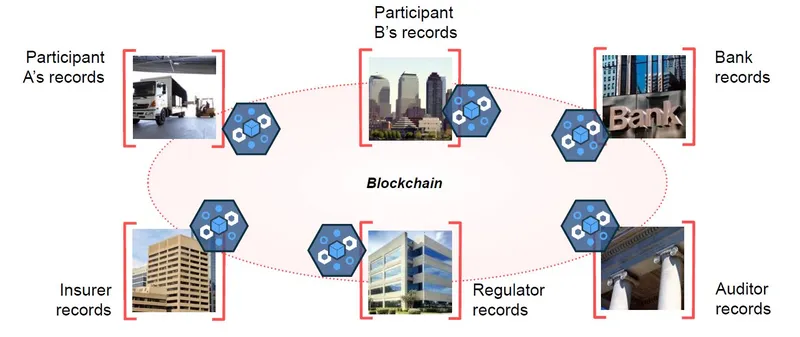 Participant
A's records
Participant
B's records
Bank
records
Bank
Blockchain
Insurer
records
Regulator
records
Auditor
records